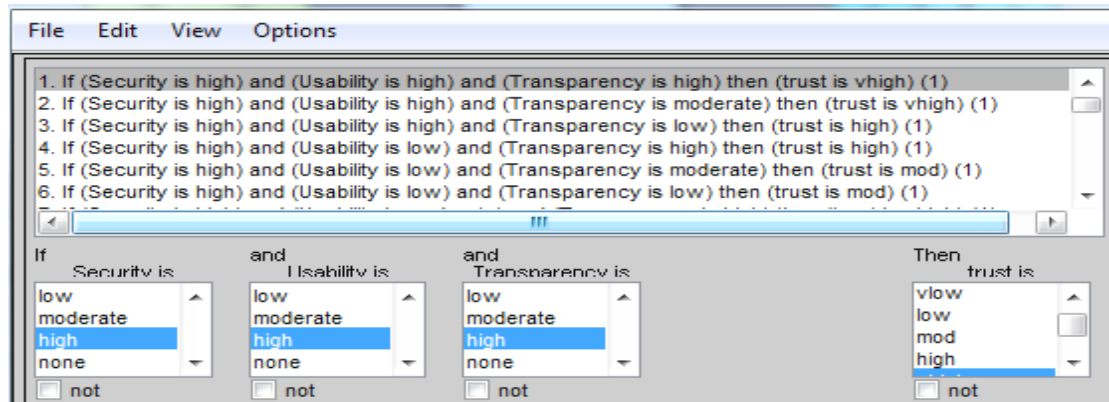 File Edit View Options
1. If (Security is high) and (Usability is high) and (Transparency is high) then (trust is vhigh) (1)
2. If (Security is high) and (Usability is high) and (Transparency is moderate) then (trust is vhigh) (1)
3. If (Security is high) and (Usability is high) and (Transparency is low) then (trust is high) (1)
4. If (Security is high) and (Usability is low) and (Transparency is high) then (trust is high) (1)
5. If (Security is high) and (Usability is low) and (Transparency is moderate) then (trust is mod) (1)
6. If (Security is high) and (Usability is low) and (Transparency is low) then (trust is mod) (1)
If and and Then
Security is Usability is Transparency is trust is
low low low vlow
moderate moderate moderate low
high high high mod
none none none high
not not not not